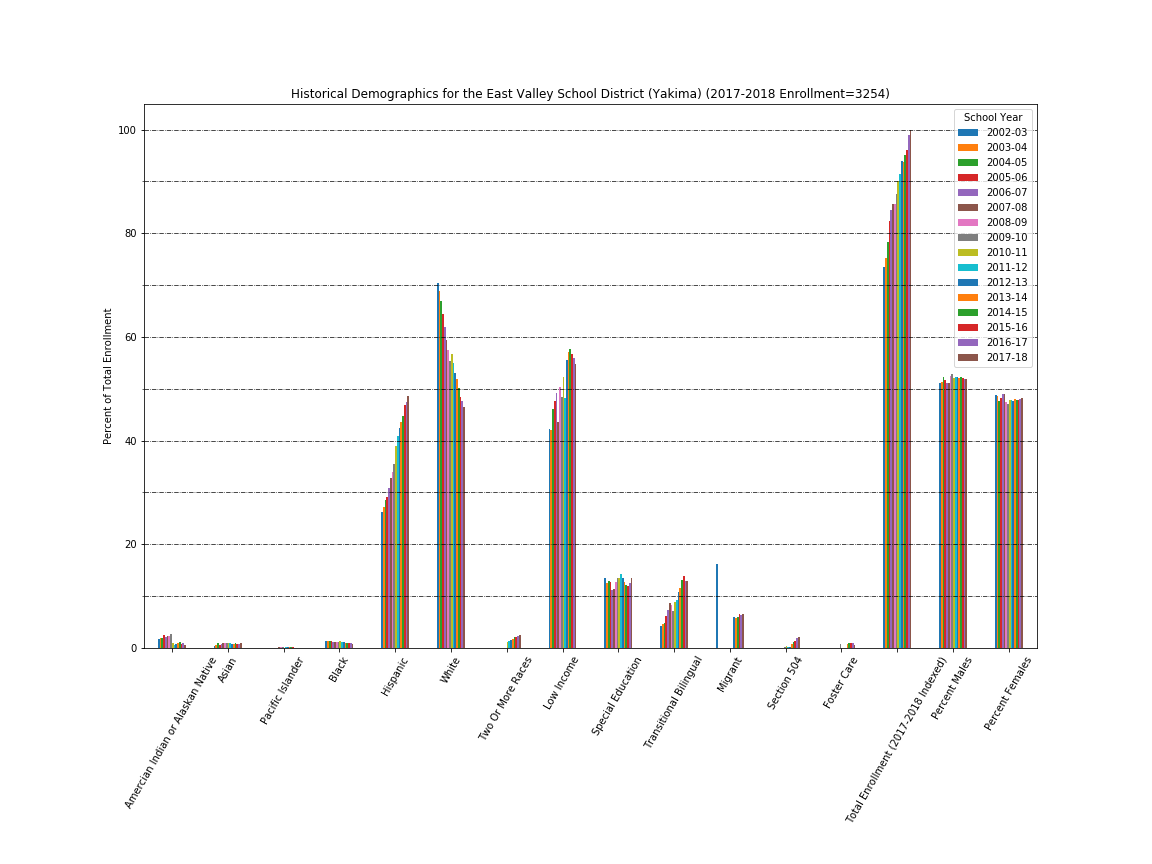 Historical Demographics for the East Valley School District (Yakima) (2017-2018 Enrollment=3254)
Percent of Total Enrollment
100
80
60
40
20
0
School Year
2002-03
2003-04
2004-05
2005-06
2006-07
2007-08
2008-09
2009-10
2010-11
2011-12
2012-13
2013-14
2014-15
2015-16
2016-17
2017-18
Amercian Indian or Alaskan Native
Asian
Pacific Islander
Black
Hispanic
White
Two Or More Races
Low Income
Special Education
Transitional Bilingual
Migrant
Section 504
Foster Care
Total Enrollment (2017-2018 Indexed)
Percent Males
Percent Females